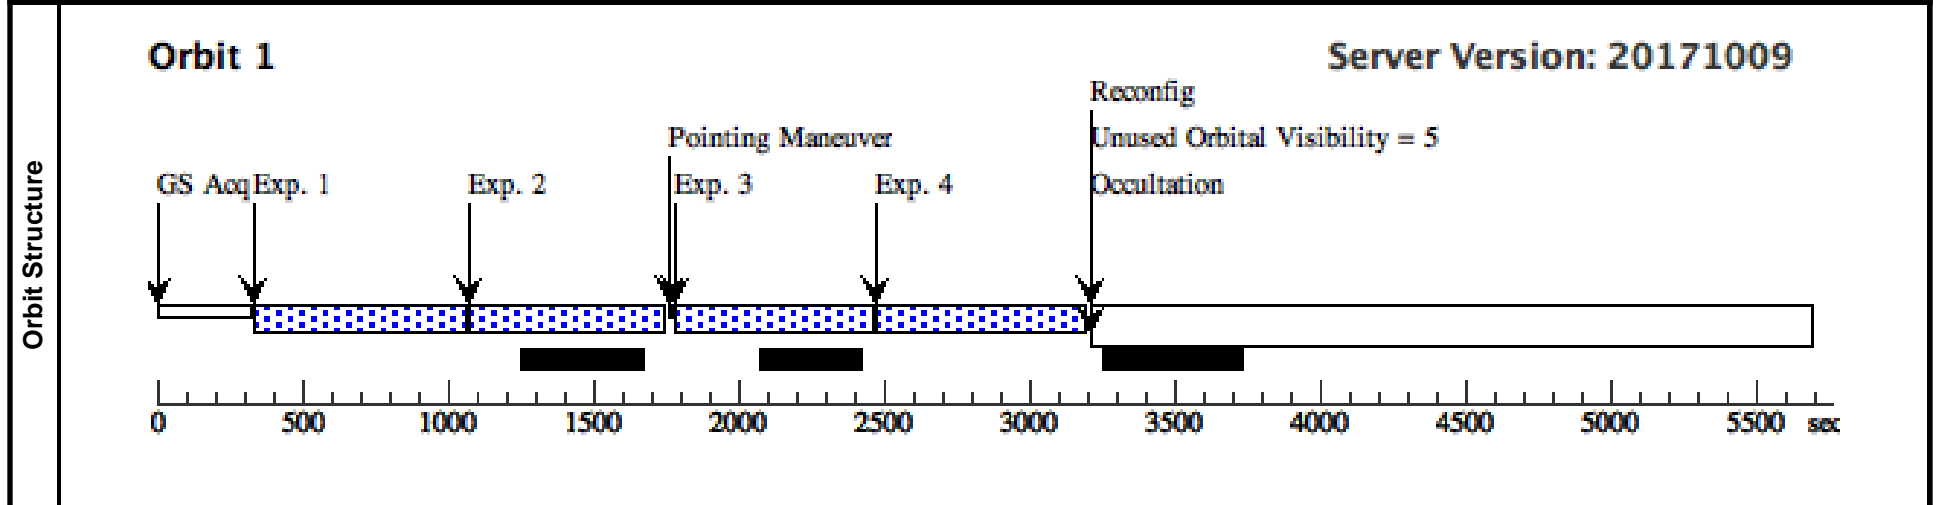 Orbit Structure
Orbit 1
Server Version: 20171009
Reconfig
Pointing Maneuver
Unused Orbital Visibility = 5
GS Acq
Exp. 1
Exp. 2
Exp. 3
Exp. 4
Occultation
0 500 1000 1500 2000 2500 3000 3500 4000 4500 5000 5500 sec